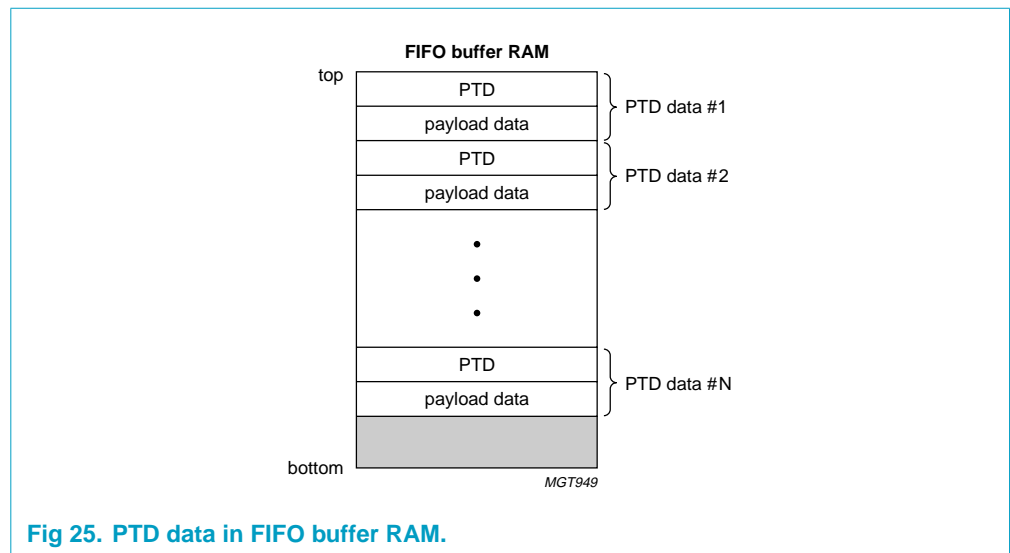 FIFO buffer RAM
top
PTD
payload data
PTD data #1
PTD
payload data
PTD data #2
PTD
payload data
PTD data #N
bottom
MGT949
Fig 25. PTD data in FIFO buffer RAM.